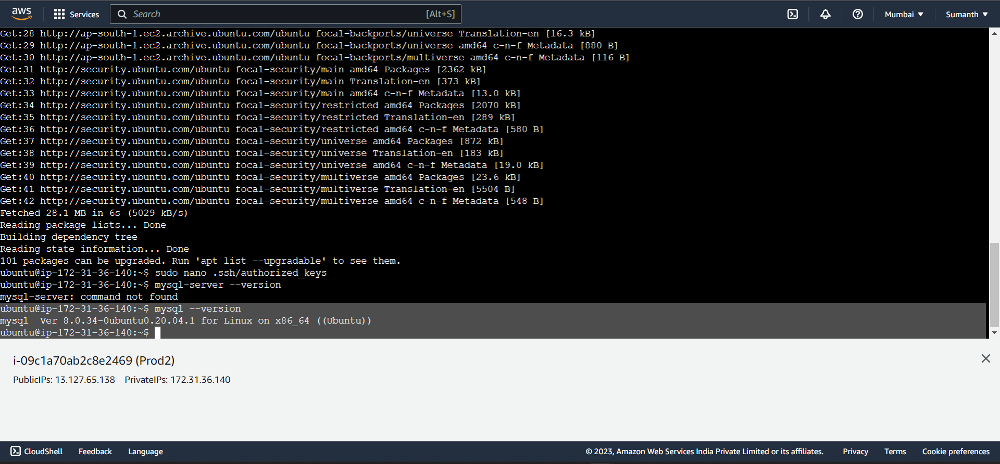 aws Services Search [Alt+S] Mumbai Sumanth
Get:28 http://ap-south-1.ec2.archive.ubuntu.com/ubuntu focal-backports/universe Translation-en [16.3 kB]
Get:29 http://ap-south-1.ec2.archive.ubuntu.com/ubuntu focal-backports/universe amd64 c-n-f Metadata [880 B]
Get:30 http://ap-south-1.ec2.archive.ubuntu.com/ubuntu focal-backports/multiverse amd64 c-n-f Metadata [116 B]
Get:31 http://security.ubuntu.com/ubuntu focal-security/main amd64 Packages [2362 kB]
Get:32 http://security.ubuntu.com/ubuntu focal-security/main Translation-en [373 kB]
Get:33 http://security.ubuntu.com/ubuntu focal-security/main amd64 c-n-f Metadata [13.0 kB]
Get:34 http://security.ubuntu.com/ubuntu focal-security/restricted amd64 Packages [2070 kB]
Get:35 http://security.ubuntu.com/ubuntu focal-security/restricted Translation-en [289 kB]
Get:36 http://security.ubuntu.com/ubuntu focal-security/restricted amd64 c-n-f Metadata [580 B]
Get:37 http://security.ubuntu.com/ubuntu focal-security/universe amd64 Packages [872 kB]
Get:38 http://security.ubuntu.com/ubuntu focal-security/universe Translation-en [183 kB]
Get:39 http://security.ubuntu.com/ubuntu focal-security/universe amd64 c-n-f Metadata [19.0 kB]
Get:40 http://security.ubuntu.com/ubuntu focal-security/multiverse amd64 Packages [23.6 kB]
Get:41 http://security.ubuntu.com/ubuntu focal-security/multiverse Translation-en [5504 B]
Get:42 http://security.ubuntu.com/ubuntu focal-security/multiverse amd64 c-n-f Metadata [548 B]
Fetched 28.1 MB in 6s (5029 kB/s)
Reading package lists... Done
Building dependency tree
Reading state information... Done
101 packages can be upgraded. Run 'apt list --upgradable' to see them.
ubuntu@ip-172-31-36-140:~$ sudo nano .ssh/authorized_keys
ubuntu@ip-172-31-36-140:~$ mysql-server --version
mysql-server: command not found
ubuntu@ip-172-31-36-140:~$ mysql --version
mysql  Ver 8.0.34-0ubuntu0.20.04.1 for Linux on x86_64 ((Ubuntu))
ubuntu@ip-172-31-36-140:~$
i-09c1a70ab2c8e2469 (Prod2)
PublicIPs: 13.127.65.138 PrivateIPs: 172.31.36.140
CloudShell Feedback Language © 2023, Amazon Web Services India Private Limited or its affiliates. Privacy Terms Cookie preferences